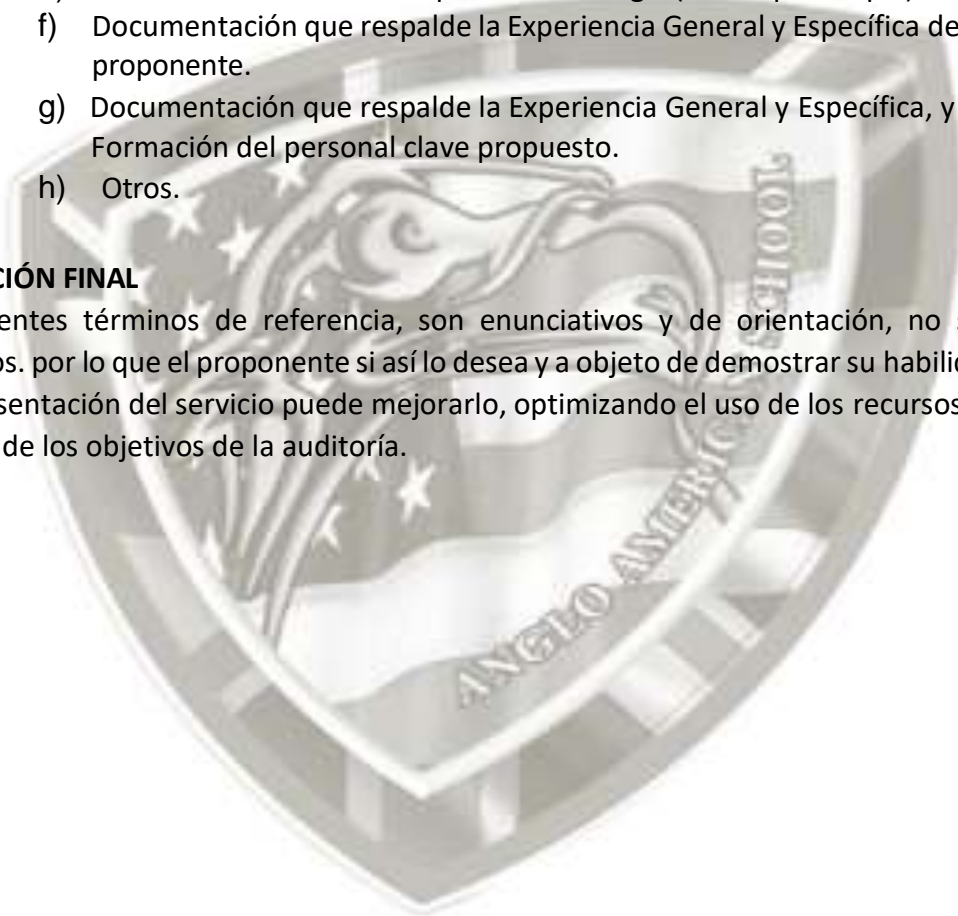 f) Documentación que respalde la Experiencia General y Específica de
proponente.
g) Documentación que respalde la Experiencia General y Específica, y
Formación del personal clave propuesto.
h) Otros.
CIÓN FINAL
entes términos de referencia, son enunciativos y de orientación, no s
os. por lo que el proponente si así lo desea y a objeto de demostrar su habilid
sentación del servicio puede mejorarlo, optimizando el uso de los recursos
de los objetivos de la auditoría.
ANGLO AMERICAN SCHOOL